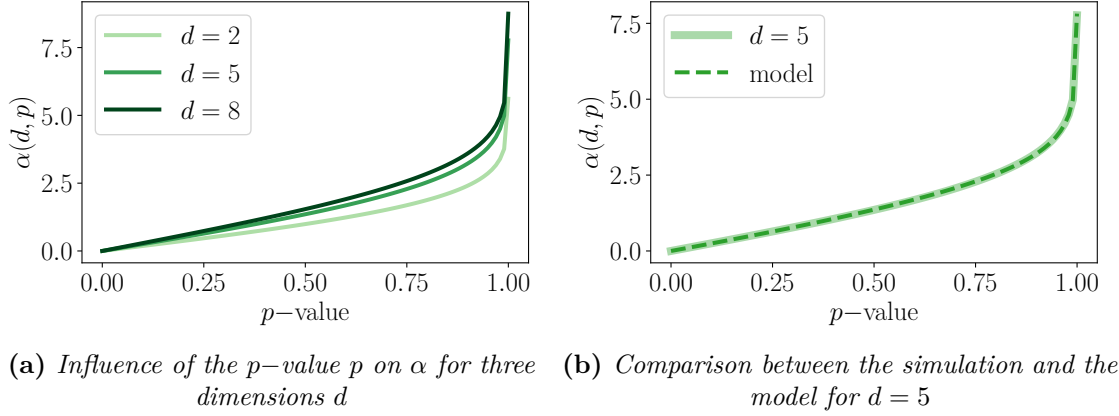 α(d, p)
7.5
5.0
2.5
0.0
d = 2
d = 5
d = 8
0.00 0.25 0.50 0.75 1.00
p−value
(a) Influence of the p−value p on α for three
dimensions d
α(d, p)
7.5
5.0
2.5
0.0
d = 5
model
0.00 0.25 0.50 0.75 1.00
p−value
(b) Comparison between the simulation and the
model for d = 5